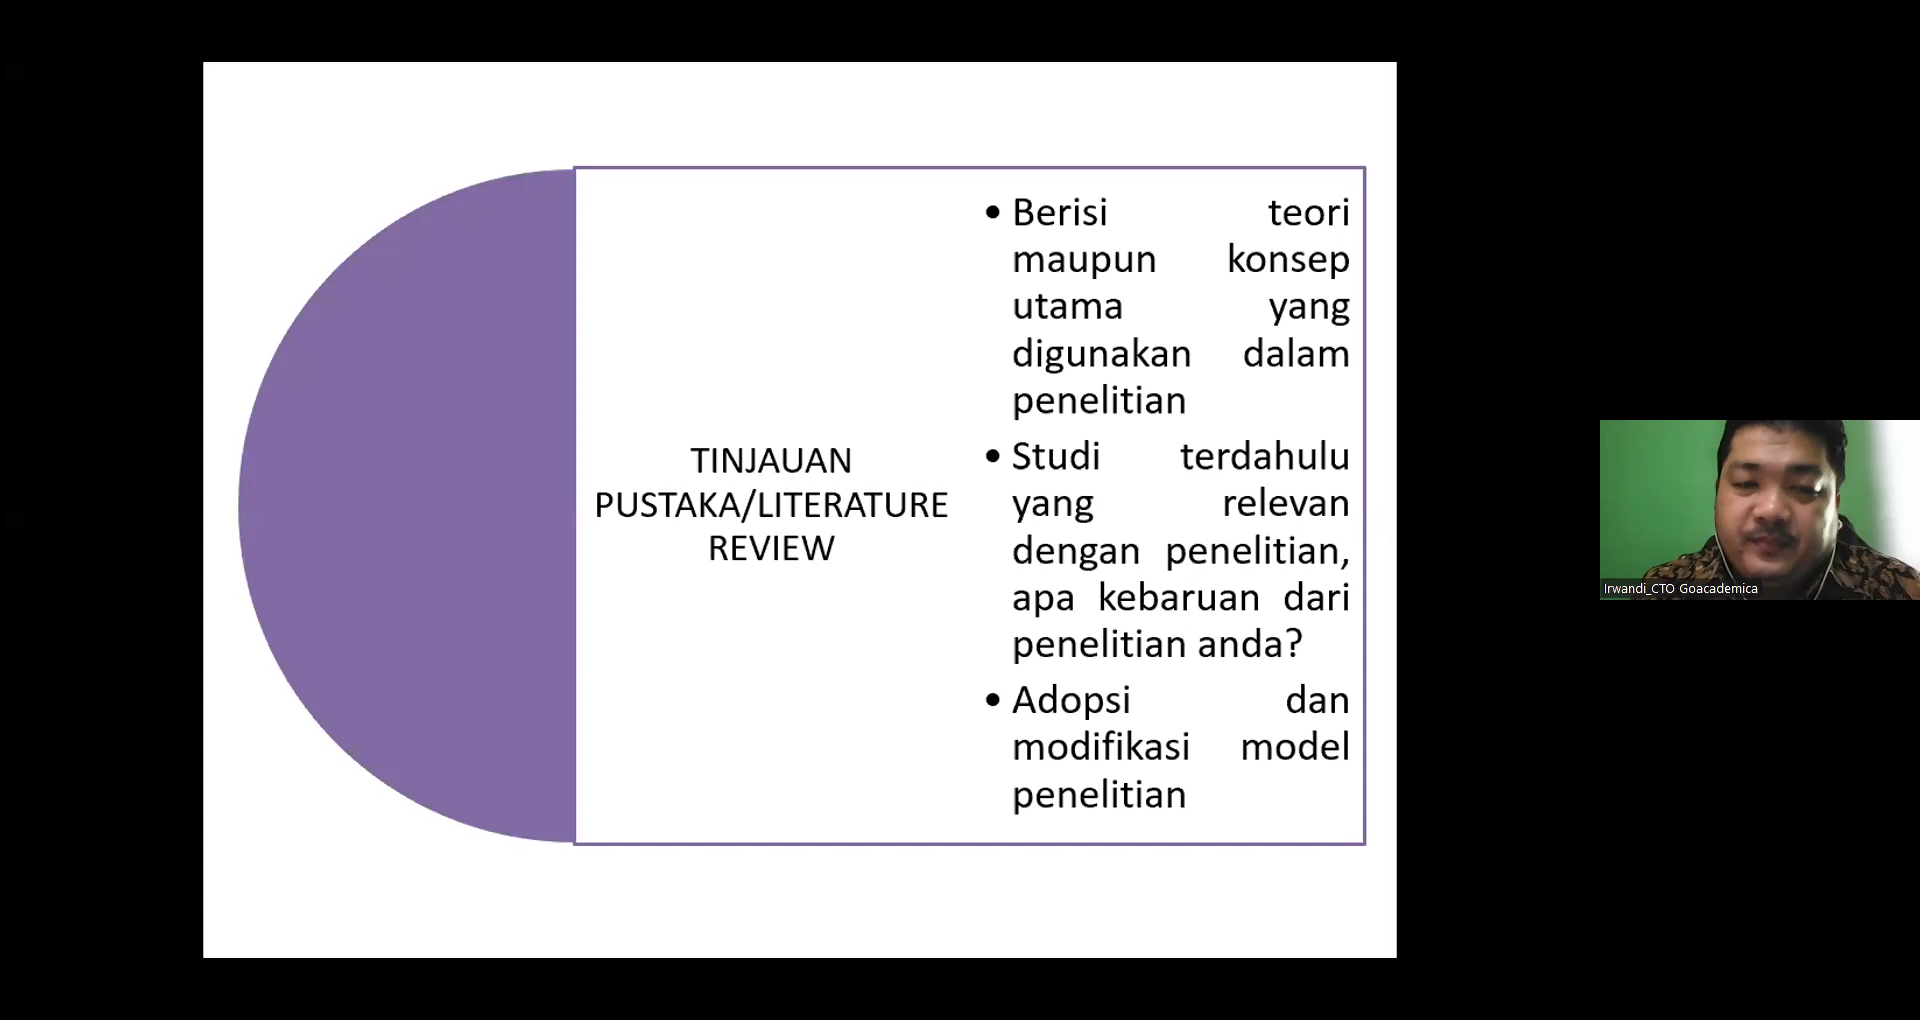 TINJAUAN
PUSTAKA/LITERATURE
REVIEW
• Berisi teori
maupun konsep
utama yang
digunakan dalam
penelitian
• Studi terdahulu
yang relevan
dengan penelitian,
apa kebaruan dari
penelitian anda?
• Adopsi dan
modifikasi model
penelitian
Irwandi_CTO Goacademica